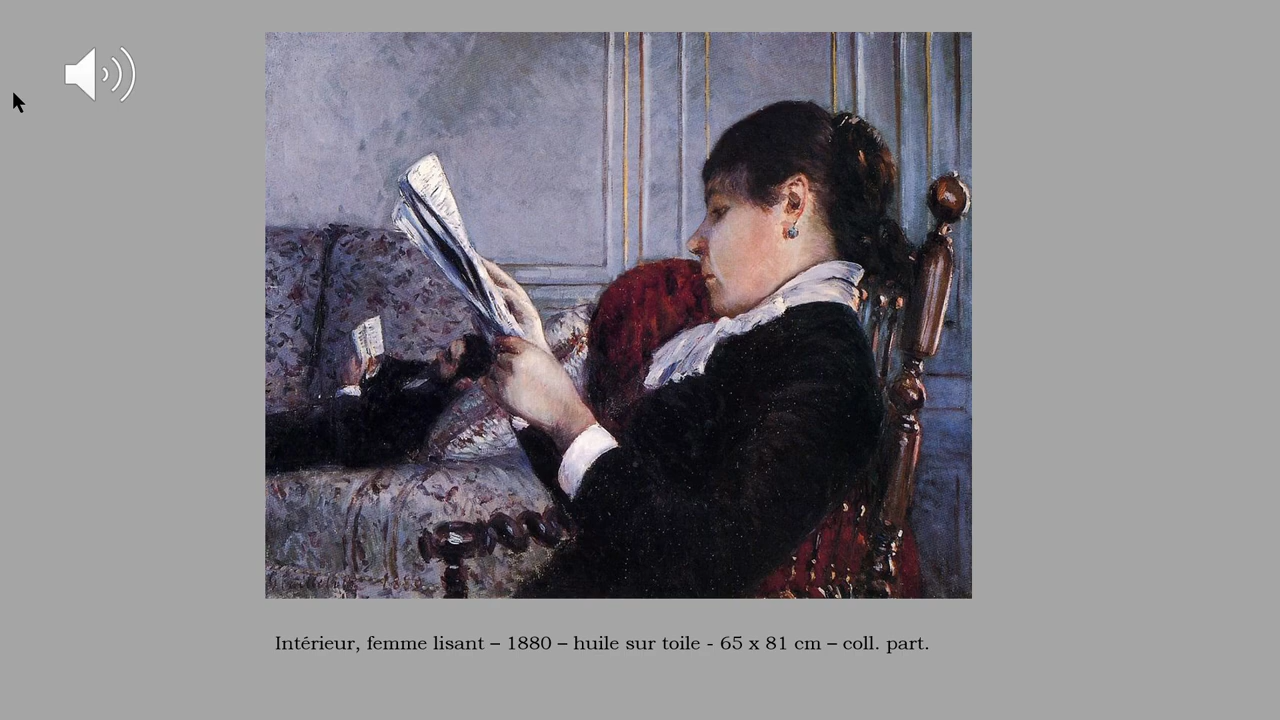 Intérieur, femme lisant – 1880 – huile sur toile - 65 x 81 cm – coll. part.